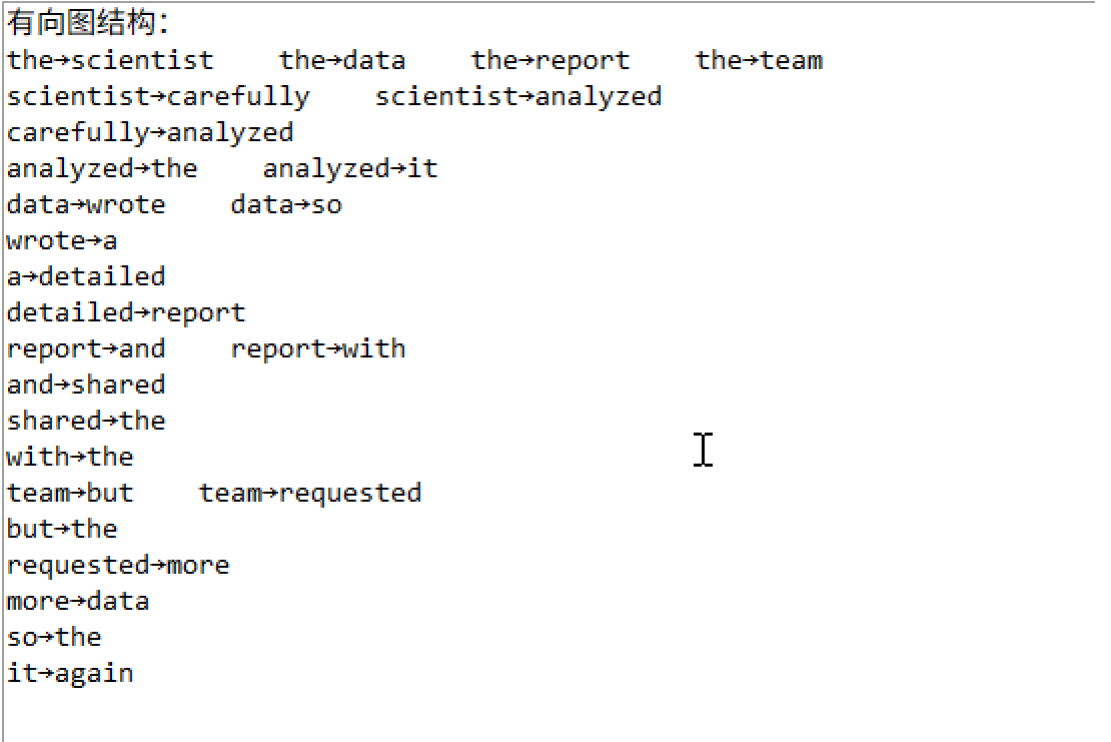 有向图结构：
the→scientist    the→data    the→report    the→team
scientist→carefully    scientist→analyzed
carefully→analyzed
analyzed→the    analyzed→it
data→wrote    data→so
wrote→a
a→detailed
detailed→report
report→and    report→with
and→shared
shared→the
with→the
team→but    team→requested
but→the
requested→more
more→data
so→the
it→again